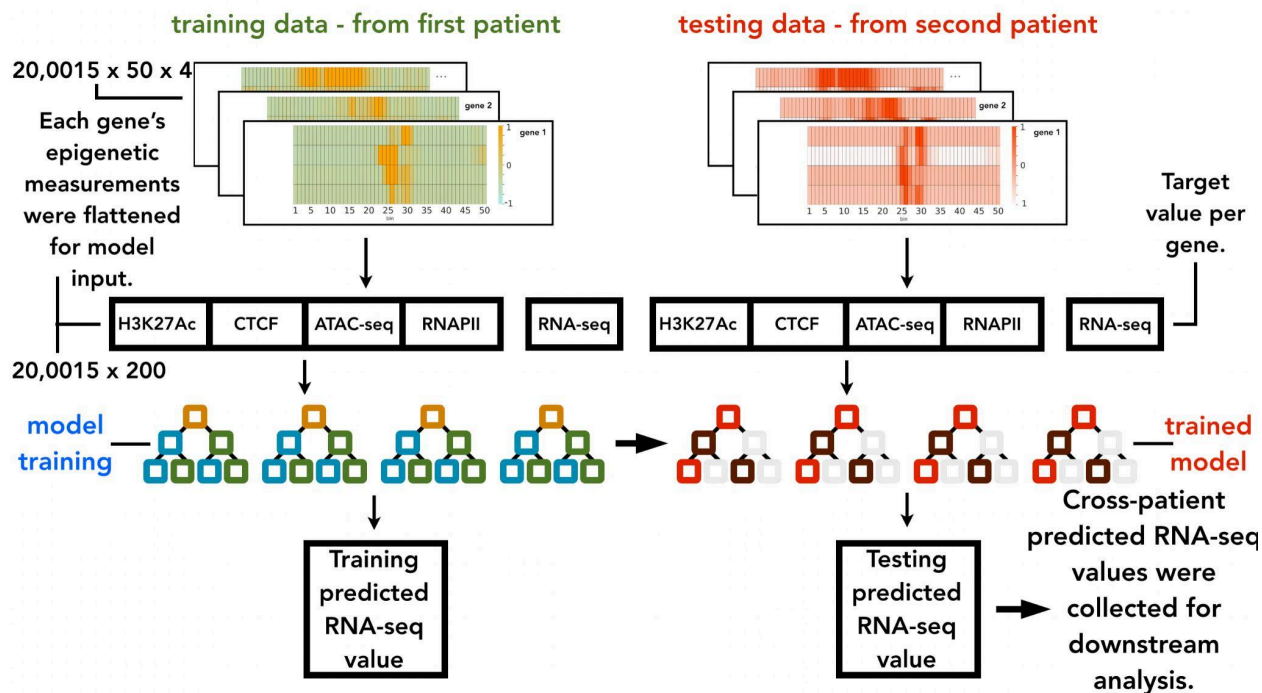 training data - from first patient
testing data - from second patient
20,0015 x 50 x 4
Each gene's
epigenetic
measurements
were flattened
for model
input.
...
gene 2
gene 1
1
0
-1
1 5 10 15 20 25 30 35 40 45 50
bin
...
gene 2
gene 1
1
0
1
1 5 10 15 20 25 30 35 40 45 50
bin
Target
value per
gene.
H3K27Ac CTCF ATAC-seq RNAPII RNA-seq
H3K27Ac CTCF ATAC-seq RNAPII RNA-seq
20,0015 x 200
model
training
trained
model
Training
predicted
RNA-seq
value
Testing
predicted
RNA-seq
value
Cross-patient
predicted RNA-seq
values were
collected for
downstream
analysis.